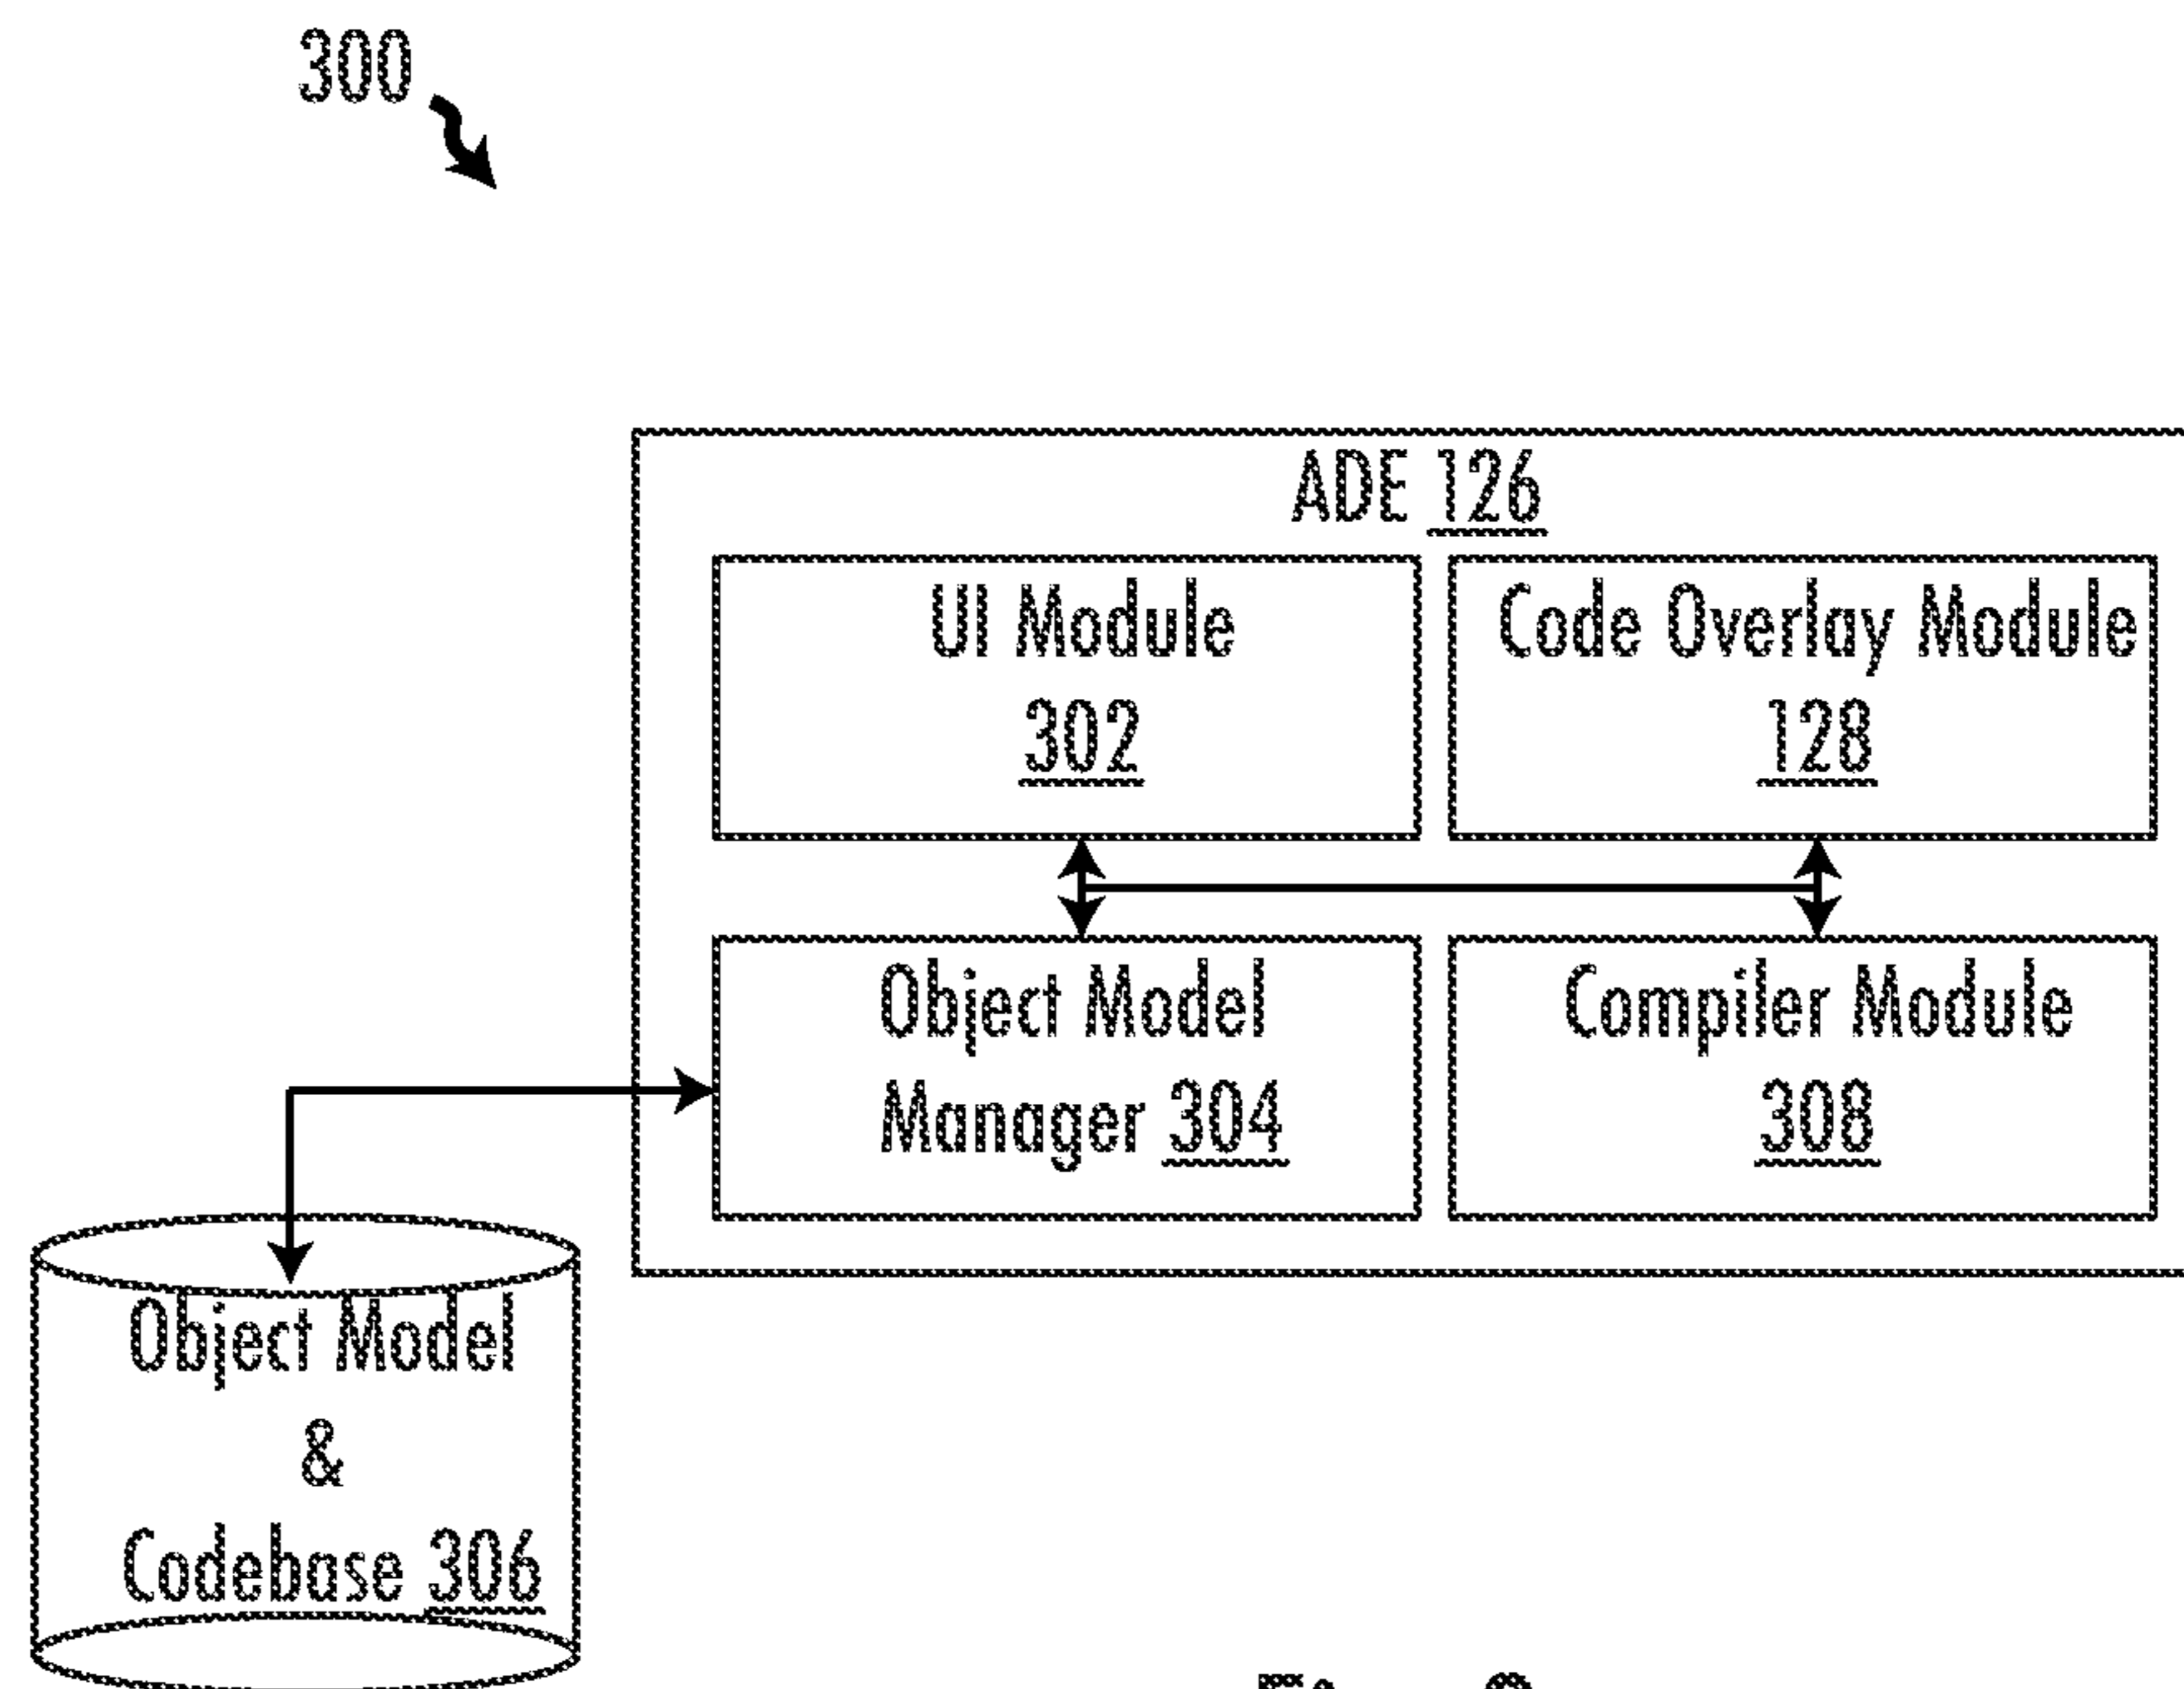 300
ADE 126
UI Module
302
Code Overlay Module
128
Object Model
Manager 304
Compiler Module
308
Object Model
&
Codebase 306